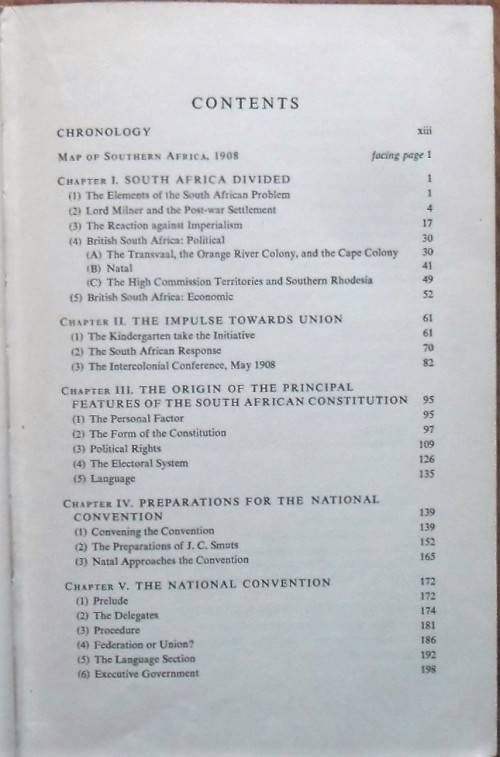 CONTENTS
CHRONOLOGY xiii
MAP OF SOUTHERN AFRICA, 1908 facing page 1
CHAPTER I. SOUTH AFRICA DIVIDED 1
(1) The Elements of the South African Problem 1
(2) Lord Milner and the Post-war Settlement 4
(3) The Reaction against Imperialism 17
(4) British South Africa: Political 30
(A) The Transvaal, the Orange River Colony, and the Cape Colony 30
(B) Natal 41
(C) The High Commission Territories and Southern Rhodesia 49
(5) British South Africa: Economic 52
CHAPTER II. THE IMPULSE TOWARDS UNION 61
(1) The Kindergarten take the Initiative 61
(2) The South African Response 70
(3) The Intercolonial Conference, May 1908 82
CHAPTER III. THE ORIGIN OF THE PRINCIPAL
FEATURES OF THE SOUTH AFRICAN CONSTITUTION 95
(1) The Personal Factor 95
(2) The Form of the Constitution 97
(3) Political Rights 109
(4) The Electoral System 126
(5) Language 135
CHAPTER IV. PREPARATIONS FOR THE NATIONAL
CONVENTION 139
(1) Convening the Convention 139
(2) The Preparations of J. C. Smuts 152
(3) Natal Approaches the Convention 165
CHAPTER V. THE NATIONAL CONVENTION 172
(1) Prelude 172
(2) The Delegates 174
(3) Procedure 181
(4) Federation or Union? 186
(5) The Language Section 192
(6) Executive Government 198